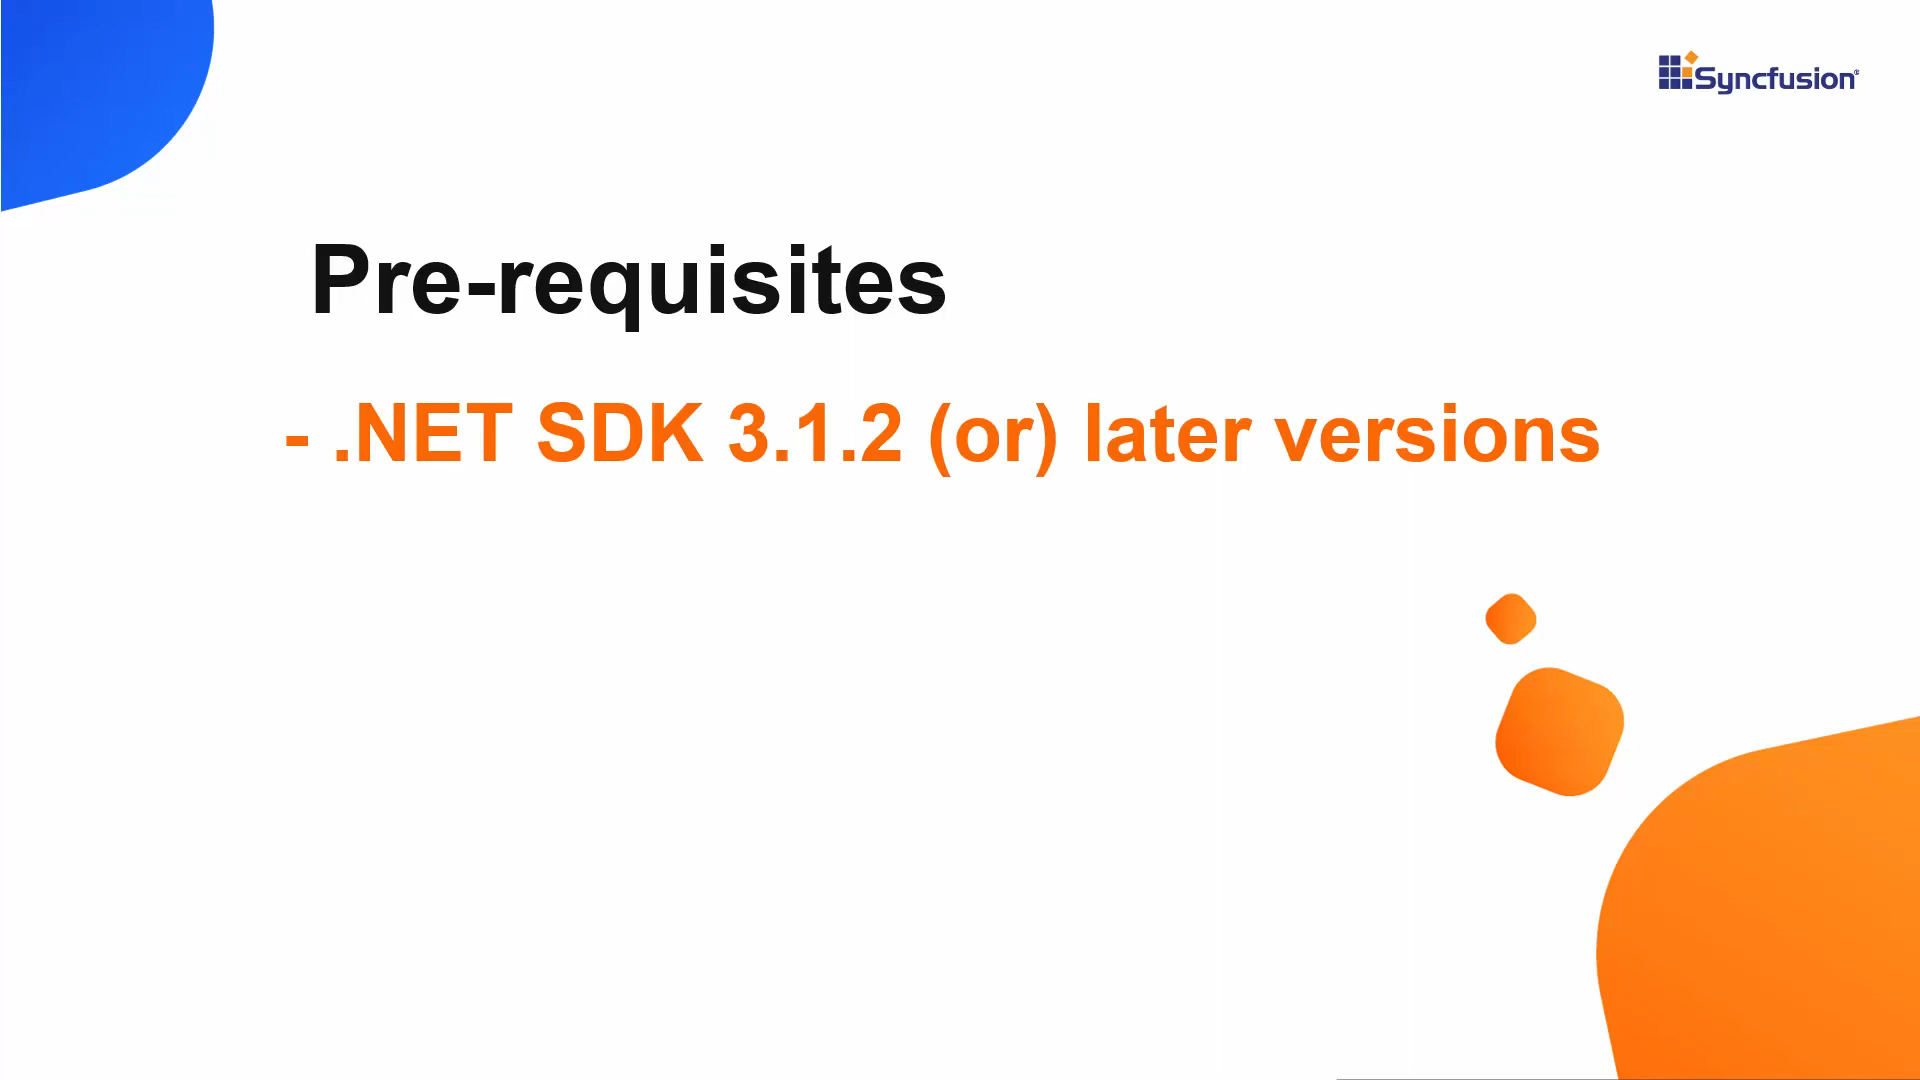 Syncfusion®
Pre-requisites
- .NET SDK 3.1.2 (or) later versions